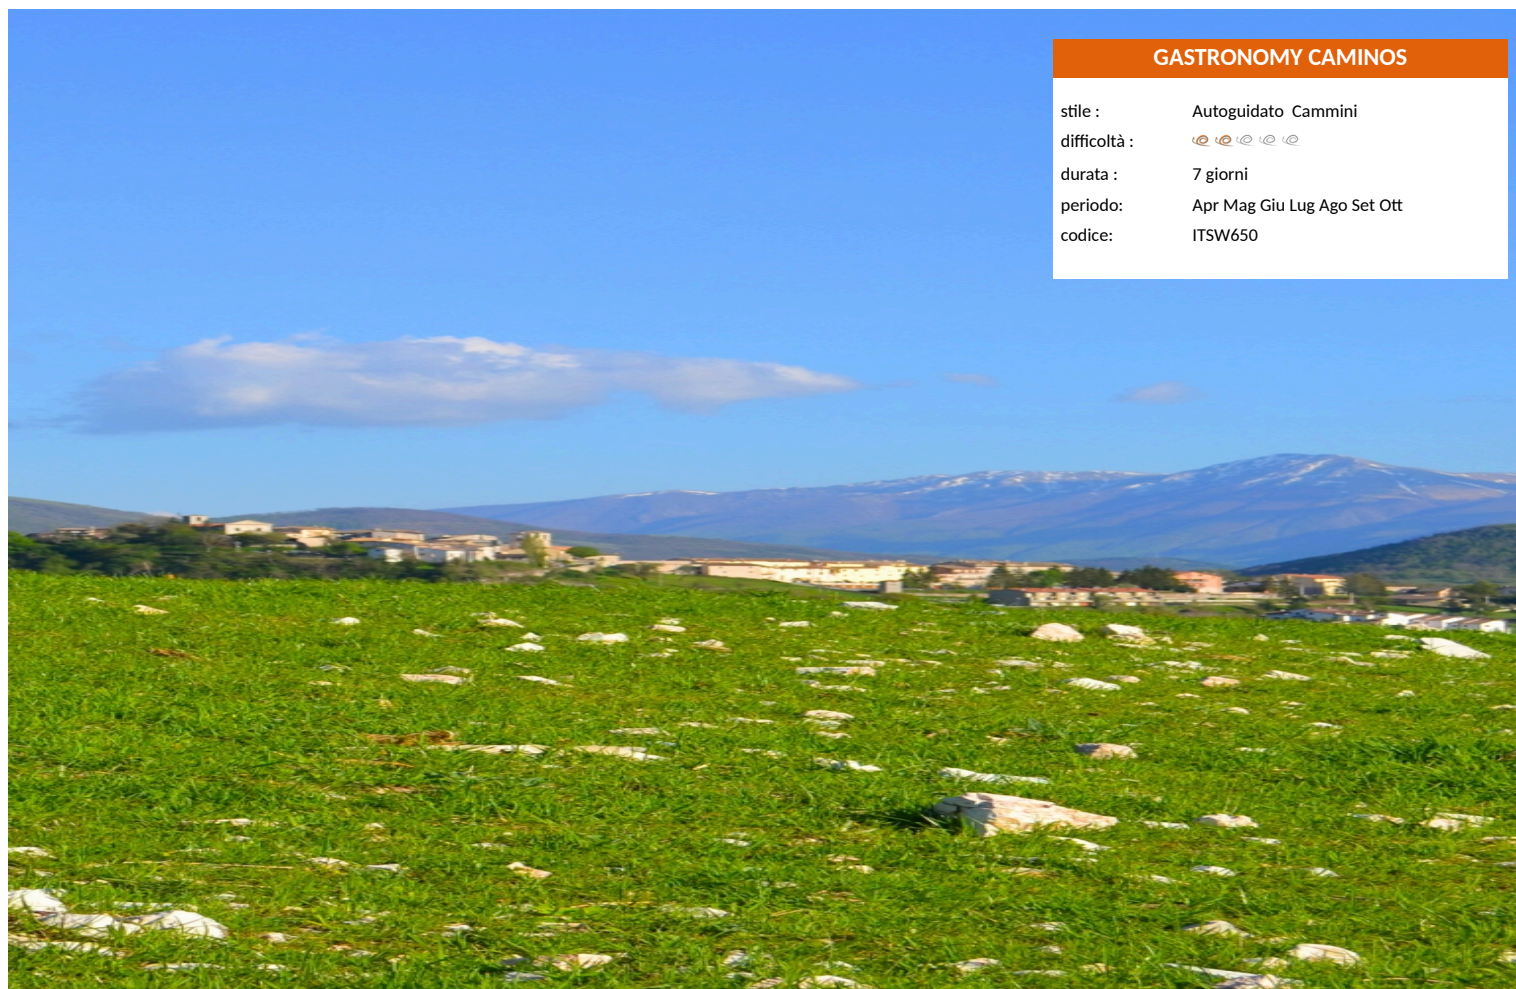 GASTRONOMY CAMINOS
stile : Autoguidato Cammini
difficoltà :
durata : 7 giorni
periodo: Apr Mag Giu Lug Ago Set Ott
codice: ITSW650